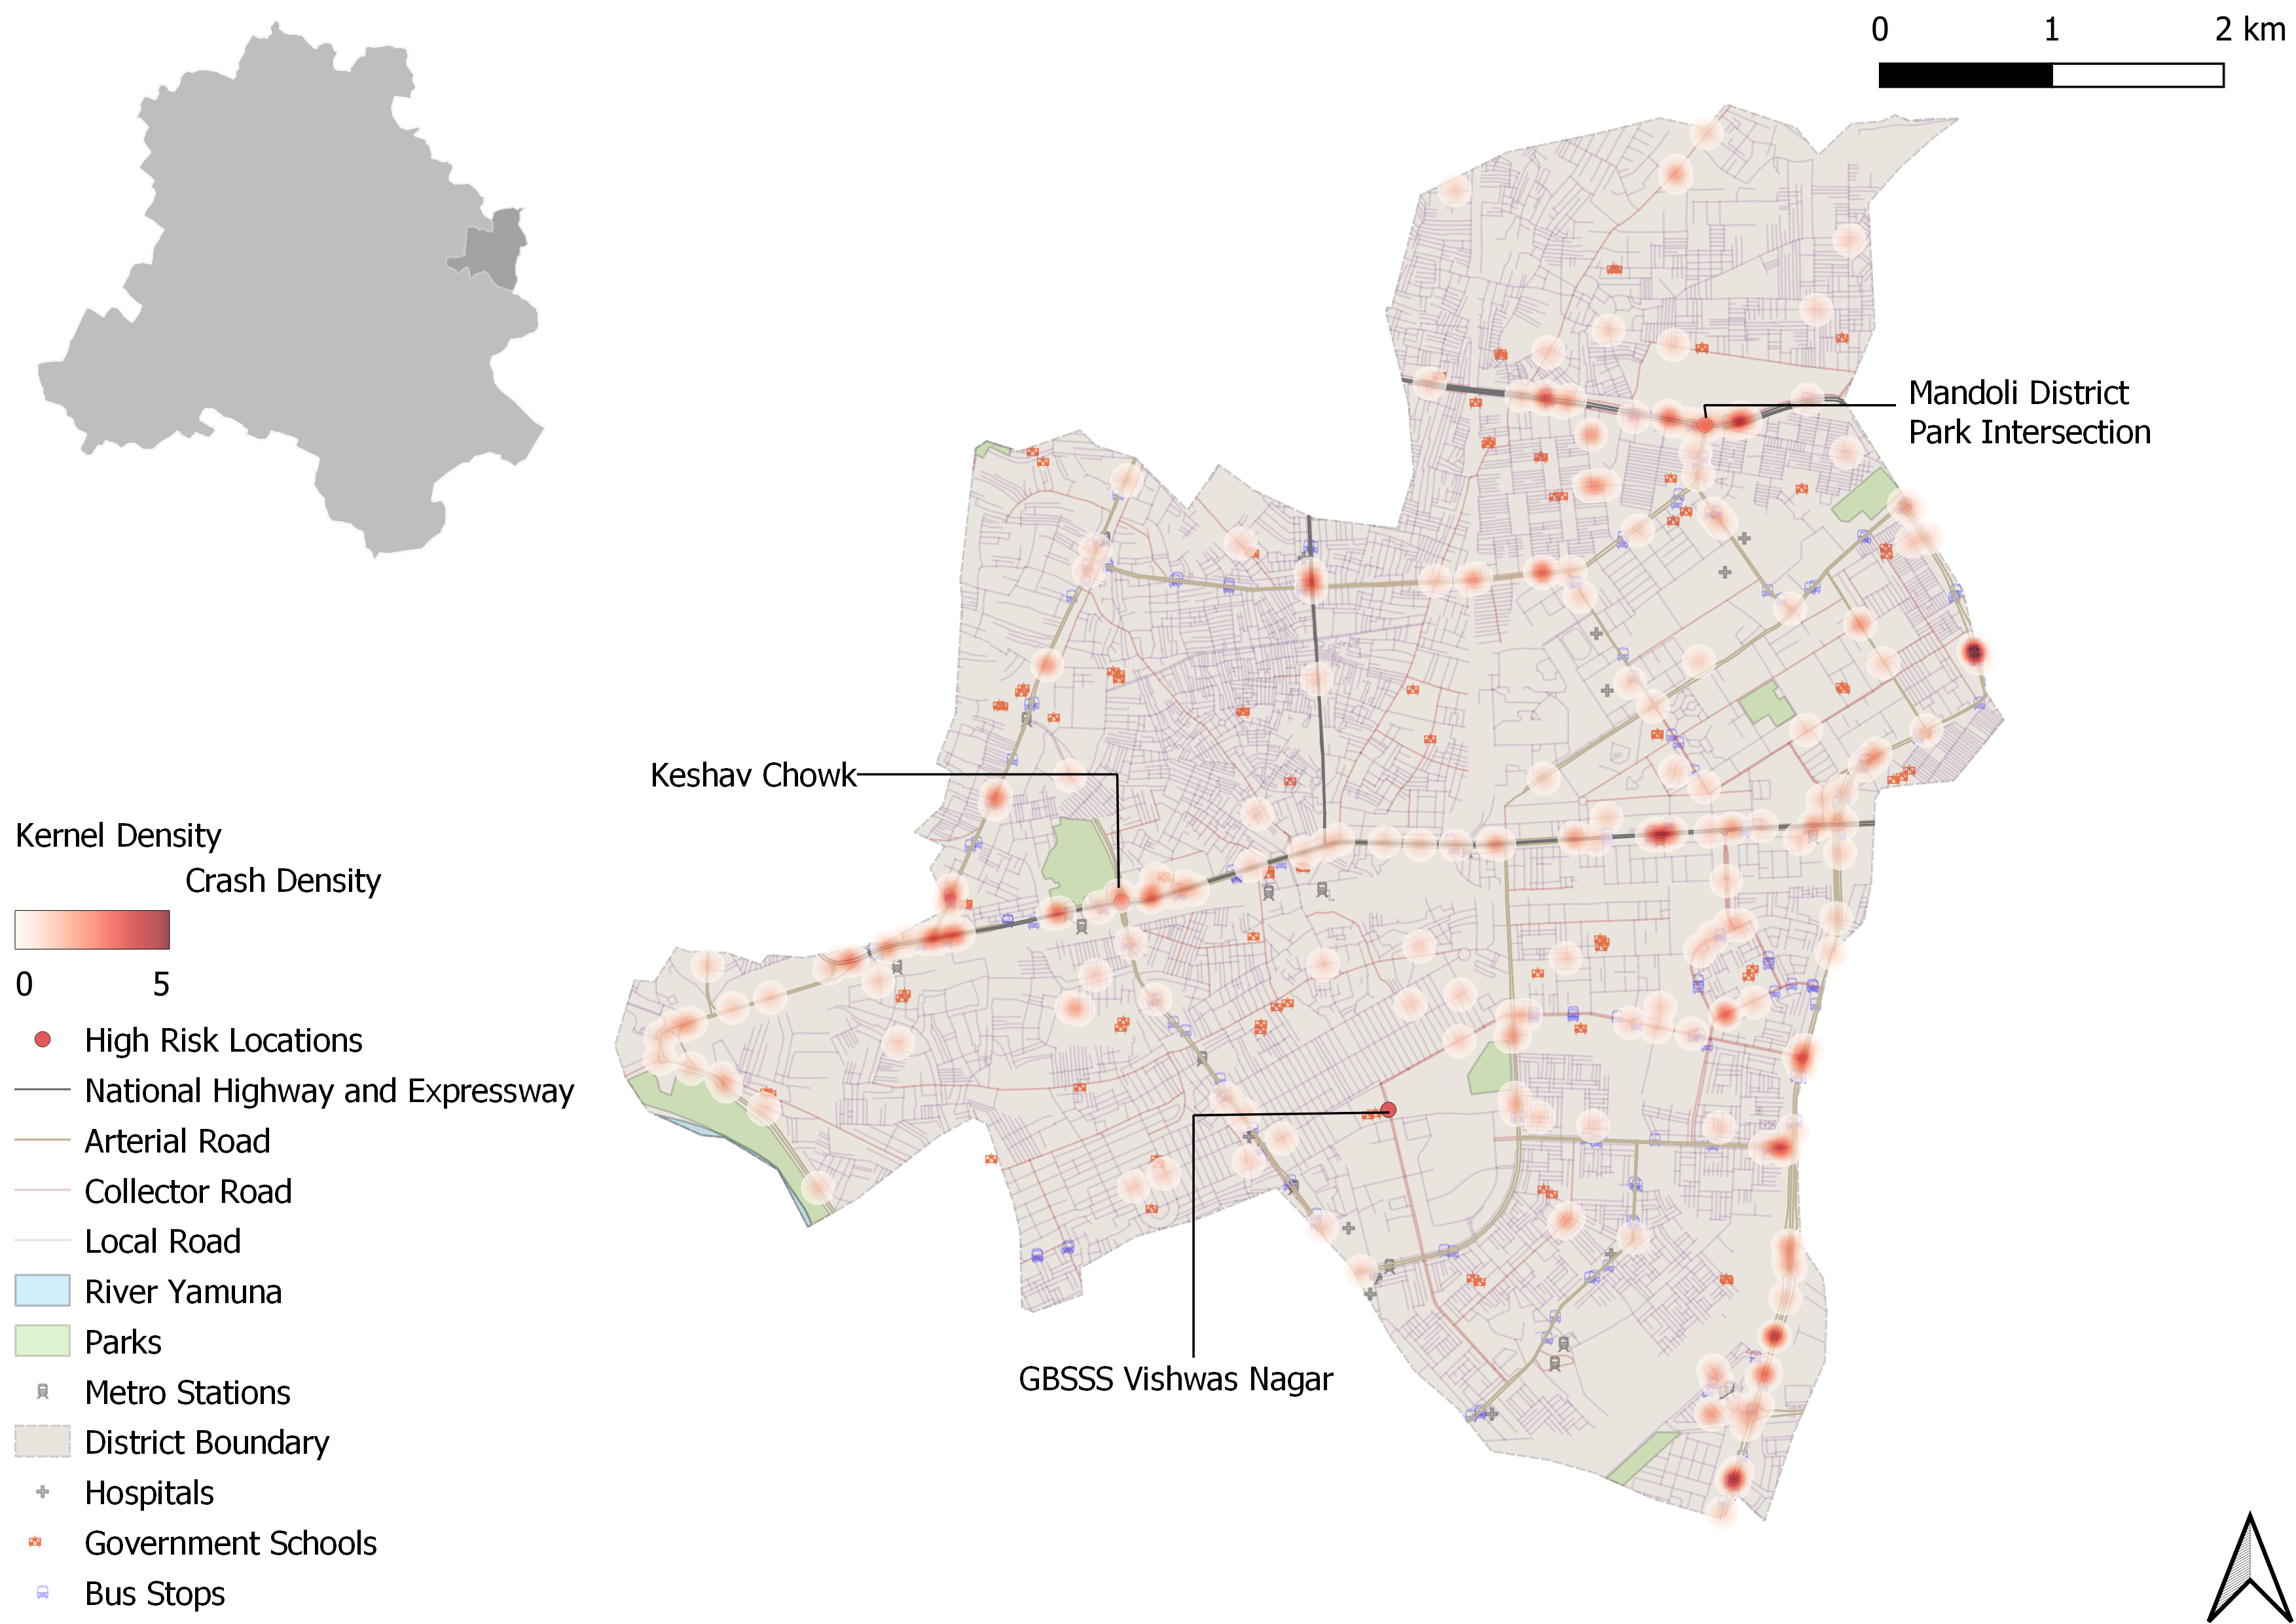 0 1 2 km
Mandoli District
Park Intersection
Keshav Chowk
GBSSS Vishwas Nagar
Kernel Density
Crash Density
0 5
High Risk Locations
National Highway and Expressway
Arterial Road
Collector Road
Local Road
River Yamuna
Parks
Metro Stations
District Boundary
Hospitals
Government Schools
Bus Stops